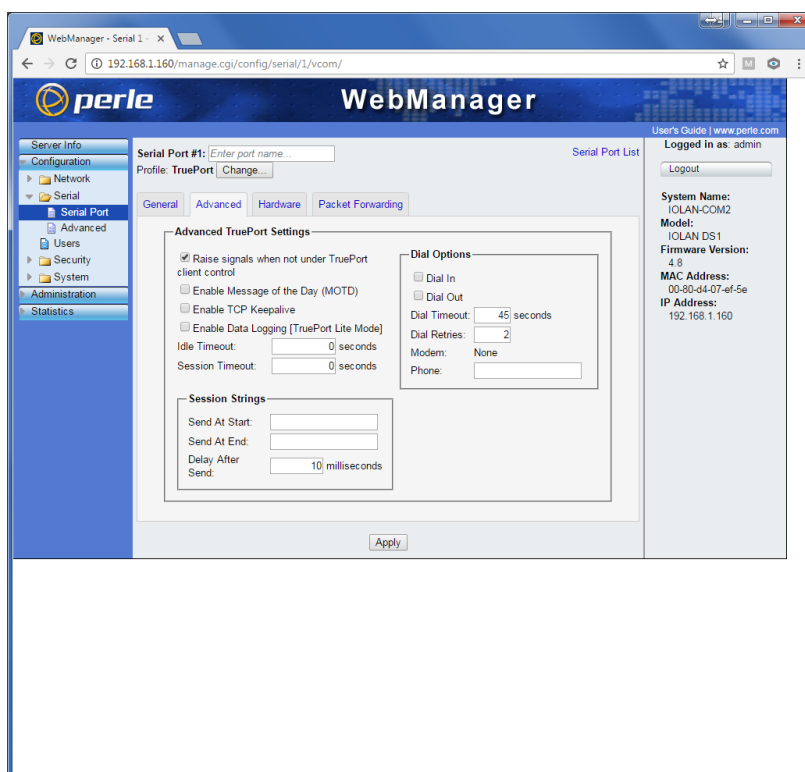 WebManager - Serial 1 -
192.168.1.160/manage.cgi/config/serial/1/vcom/
M
perle
WebManager
User's Guide | www.perle.com
Server Info
Configuration
Network
Serial
Serial Port
Advanced
Users
Security
System
Administration
Statistics
Serial Port #1: Enter port name...
Serial Port List
Profile: TruePort Change...
General Advanced Hardware Packet Forwarding
Advanced TruePort Settings
Raise signals when not under TruePort
client control
Enable Message of the Day (MOTD)
Enable TCP Keepalive
Enable Data Logging [TruePort Lite Mode]
Idle Timeout: 0 seconds
Session Timeout: 0 seconds
Dial Options
Dial In
Dial Out
Dial Timeout: 45 seconds
Dial Retries: 2
Modem: None
Phone:
Session Strings
Send At Start:
Send At End:
Delay After
Send: 10 milliseconds
Apply
Logged in as: admin
Logout
System Name:
IOLAN-COM2
Model:
IOLAN DS1
Firmware Version:
4.8
MAC Address:
00-80-d4-07-ef-5e
IP Address:
192.168.1.160